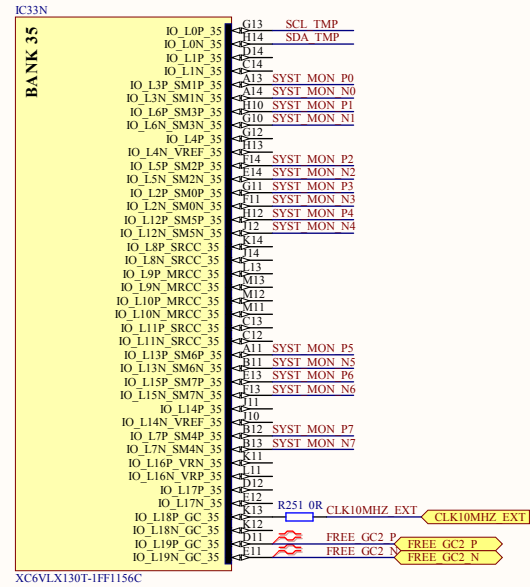 IC33N
BANK 35
IO_L0P_35 G13 SCL_TMP
IO_L0N_35 H14 SDA_TMP
IO_L1P_35 D14
IO_L1N_35 C14
IO_L3P_SM1P_35 A13 SYST_MON_P0
IO_L3N_SM1N_35 A14 SYST_MON_N0
IO_L6P_SM3P_35 H10 SYST_MON_P1
IO_L6N_SM3N_35 G10 SYST_MON_N1
IO_L4P_35 G12
IO_L4N_VREF_35 H13
IO_L5P_SM2P_35 F14 SYST_MON_P2
IO_L5N_SM2N_35 E14 SYST_MON_N2
IO_L2P_SM0P_35 G11 SYST_MON_P3
IO_L2N_SM0N_35 F11 SYST_MON_N3
IO_L12P_SM5P_35 H12 SYST_MON_P4
IO_L12N_SM5N_35 J12 SYST_MON_N4
IO_L8P_SRCC_35 K14
IO_L8N_SRCC_35 J14
IO_L9P_MRCC_35 L13
IO_L9N_MRCC_35 M13
IO_L10P_MRCC_35 M12
IO_L10N_MRCC_35 M11
IO_L11P_SRCC_35 C13
IO_L11N_SRCC_35 C12
IO_L13P_SM6P_35 A11 SYST_MON_P5
IO_L13N_SM6N_35 B11 SYST_MON_N5
IO_L15P_SM7P_35 E13 SYST_MON_P6
IO_L15N_SM7N_35 F13 SYST_MON_N6
IO_L14P_35 J11
IO_L14N_VREF_35 J10
IO_L7P_SM4P_35 B12 SYST_MON_P7
IO_L7N_SM4N_35 B13 SYST_MON_N7
IO_L16P_VRN_35 K11
IO_L16N_VRP_35 L11
IO_L17P_35 D12
IO_L17N_35 E12
IO_L18P_GC_35 K13 R251 0R CLK10MHZ_EXT CLK10MHZ_EXT
IO_L18N_GC_35 K12
IO_L19P_GC_35 D11 FREE_GC2_P FREE_GC2_P
IO_L19N_GC_35 E11 FREE_GC2_N FREE_GC2_N
XC6VLX130T-1FF1156C